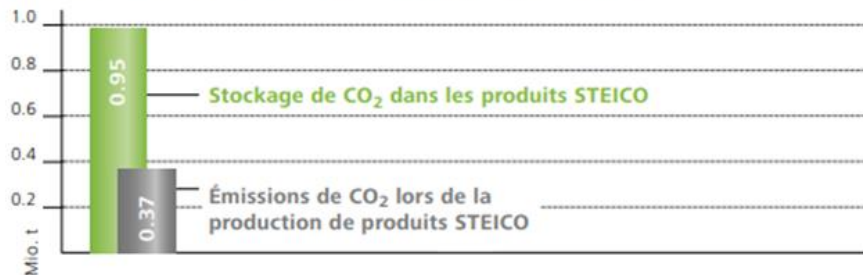 1.0
0.8
0.6
0.4
0.2
Mio. t
0.95
0.37
Stockage de CO₂ dans les produits STEICO
Émissions de CO₂ lors de la
production de produits STEICO